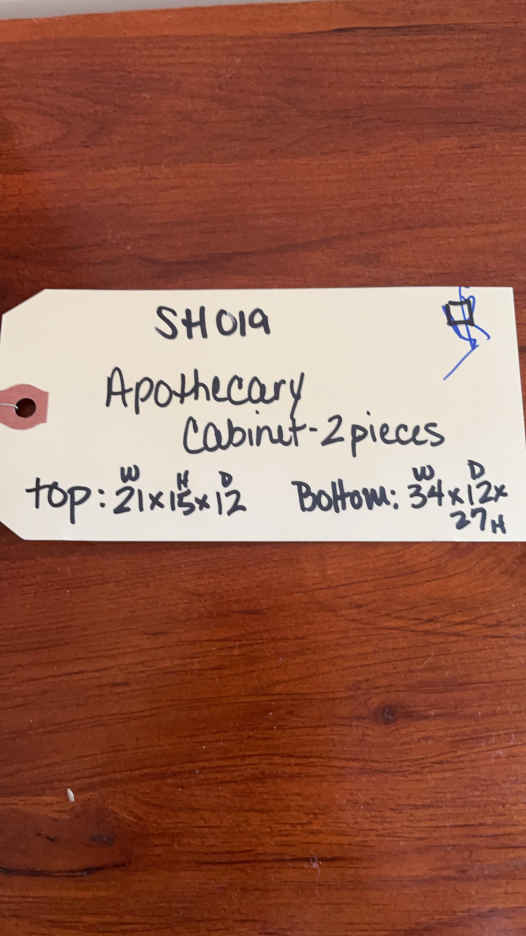 SH019
Apothecary
Cabinet-2pieces
W H D
top: 21x15x12
W D
Bottom: 34x12x
27H